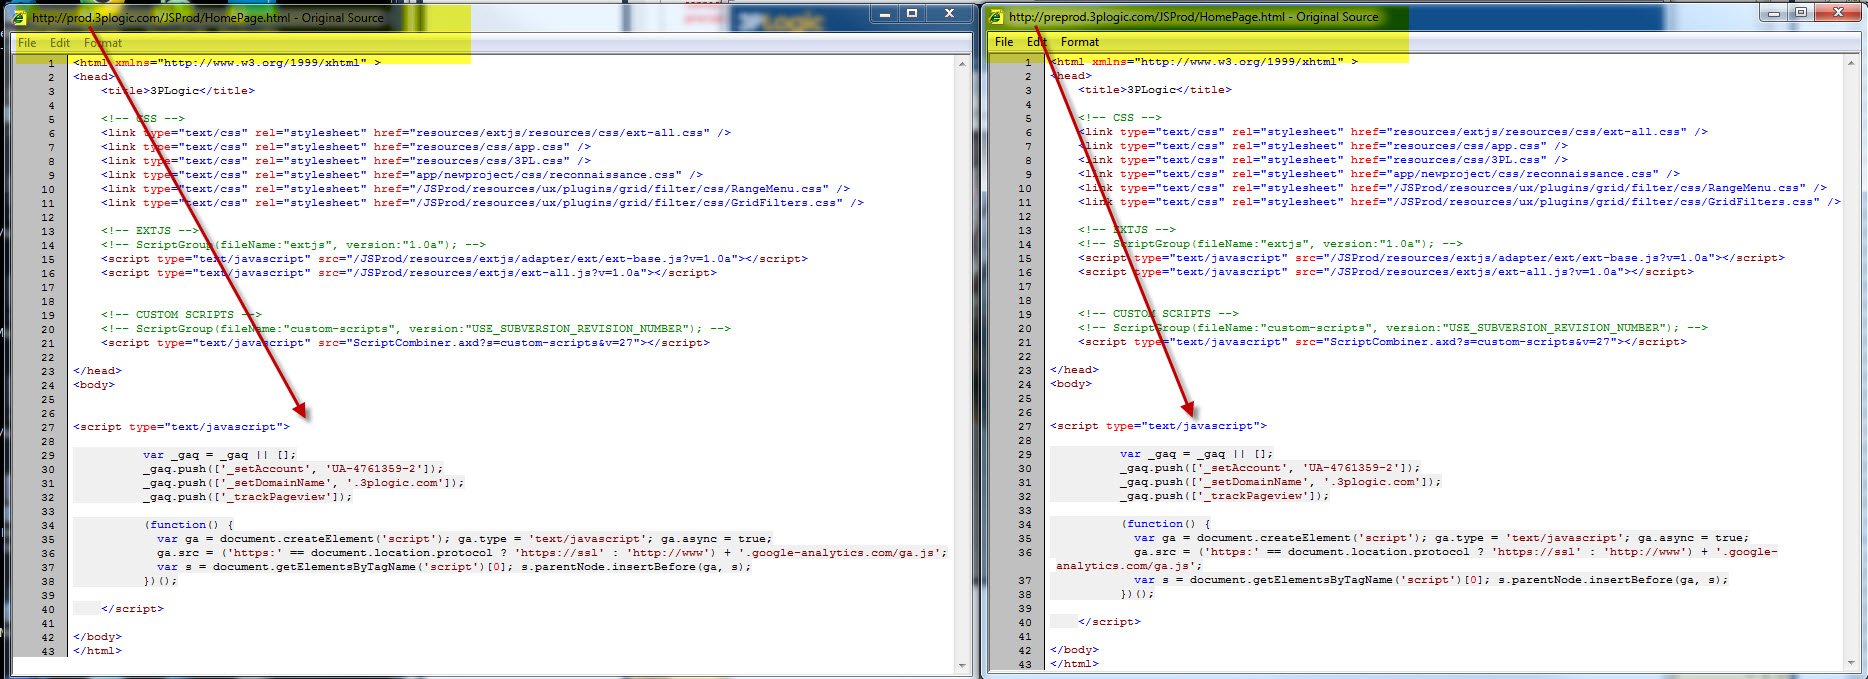 http://prod.3plogic.com/JSProd/HomePage.html - Original Source
File Edit Format
1 <html xmlns="http://www.w3.org/1999/xhtml" >
2 <head>
3 <title>3PLogic</title>
4
5 <!-- CSS -->
6 <link type="text/css" rel="stylesheet" href="resources/extjs/resources/css/ext-all.css" />
7 <link type="text/css" rel="stylesheet" href="resources/css/app.css" />
8 <link type="text/css" rel="stylesheet" href="resources/css/3PL.css" />
9 <link type="text/css" rel="stylesheet" href="app/newproject/css/reconnaissance.css" />
10 <link type="text/css" rel="stylesheet" href="/JSProd/resources/ux/plugins/grid/filter/css/RangeMenu.css" />
11 <link type="text/css" rel="stylesheet" href="/JSProd/resources/ux/plugins/grid/filter/css/GridFilters.css" />
12
13 <!-- EXTJS -->
14 <!-- ScriptGroup(fileName:"extjs", version:"1.0a"); -->
15 <script type="text/javascript" src="/JSProd/resources/extjs/adapter/ext/ext-base.js?v=1.0a"></script>
16 <script type="text/javascript" src="/JSProd/resources/extjs/ext-all.js?v=1.0a"></script>
17
18
19 <!-- CUSTOM SCRIPTS -->
20 <!-- ScriptGroup(fileName:"custom-scripts", version:"USE_SUBVERSION_REVISION_NUMBER"); -->
21 <script type="text/javascript" src="ScriptCombiner.axd?s=custom-scripts&v=27"></script>
22
23 </head>
24 <body>
25
26
27 <script type="text/javascript">
28
29 var _gaq = _gaq || [];
30 _gaq.push(['_setAccount', 'UA-4761359-2']);
31 _gaq.push(['_setDomainName', '.3plogic.com']);
32 _gaq.push(['_trackPageview']);
33
34 (function() {
35 var ga = document.createElement('script'); ga.type = 'text/javascript'; ga.async = true;
36 ga.src = ('https:' == document.location.protocol ? 'https://ssl' : 'http://www') + '.google-analytics.com/ga.js';
37 var s = document.getElementsByTagName('script')[0]; s.parentNode.insertBefore(ga, s);
38 })();
39
40 </script>
41
42 </body>
43 </html>
http://preprod.3plogic.com/JSProd/HomePage.html - Original Source
File Edit Format
1 <html xmlns="http://www.w3.org/1999/xhtml" >
2 <head>
3 <title>3PLogic</title>
4
5 <!-- CSS -->
6 <link type="text/css" rel="stylesheet" href="resources/extjs/resources/css/ext-all.css" />
7 <link type="text/css" rel="stylesheet" href="resources/css/app.css" />
8 <link type="text/css" rel="stylesheet" href="resources/css/3PL.css" />
9 <link type="text/css" rel="stylesheet" href="app/newproject/css/reconnaissance.css" />
10 <link type="text/css" rel="stylesheet" href="/JSProd/resources/ux/plugins/grid/filter/css/RangeMenu.css" />
11 <link type="text/css" rel="stylesheet" href="/JSProd/resources/ux/plugins/grid/filter/css/GridFilters.css" />
12
13 <!-- EXTJS -->
14 <!-- ScriptGroup(fileName:"extjs", version:"1.0a"); -->
15 <script type="text/javascript" src="/JSProd/resources/extjs/adapter/ext/ext-base.js?v=1.0a"></script>
16 <script type="text/javascript" src="/JSProd/resources/extjs/ext-all.js?v=1.0a"></script>
17
18
19 <!-- CUSTOM SCRIPTS -->
20 <!-- ScriptGroup(fileName:"custom-scripts", version:"USE_SUBVERSION_REVISION_NUMBER"); -->
21 <script type="text/javascript" src="ScriptCombiner.axd?s=custom-scripts&v=27"></script>
22
23 </head>
24 <body>
25
26
27 <script type="text/javascript">
28
29 var _gaq = _gaq || [];
30 _gaq.push(['_setAccount', 'UA-4761359-2']);
31 _gaq.push(['_setDomainName', '.3plogic.com']);
32 _gaq.push(['_trackPageview']);
33
34 (function() {
35 var ga = document.createElement('script'); ga.type = 'text/javascript'; ga.async = true;
36 ga.src = ('https:' == document.location.protocol ? 'https://ssl' : 'http://www') + '.google-
analytics.com/ga.js';
37 var s = document.getElementsByTagName('script')[0]; s.parentNode.insertBefore(ga, s);
38 })();
39
40 </script>
41
42 </body>
43 </html>